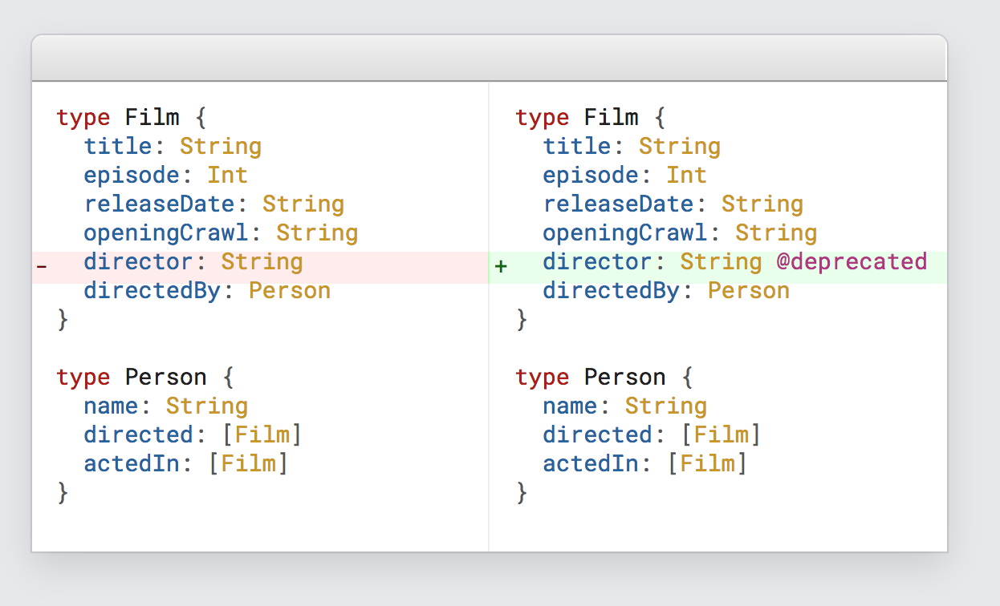 type Film {
  title: String
  episode: Int
  releaseDate: String
  openingCrawl: String
-  director: String
  directedBy: Person
}

type Person {
  name: String
  directed: [Film]
  actedIn: [Film]
}

type Film {
  title: String
  episode: Int
  releaseDate: String
  openingCrawl: String
+  director: String @deprecated
  directedBy: Person
}

type Person {
  name: String
  directed: [Film]
  actedIn: [Film]
}